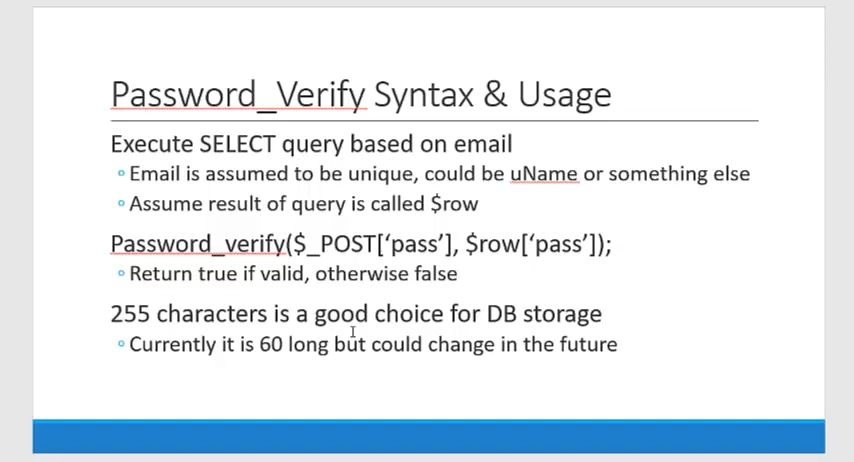 Password_Verify Syntax & Usage
Execute SELECT query based on email
Email is assumed to be unique, could be uName or something else
Assume result of query is called $row
Password_verify($_POST[‘pass’], $row[‘pass’]);
Return true if valid, otherwise false
255 characters is a good choice for DB storage
Currently it is 60 long but could change in the future